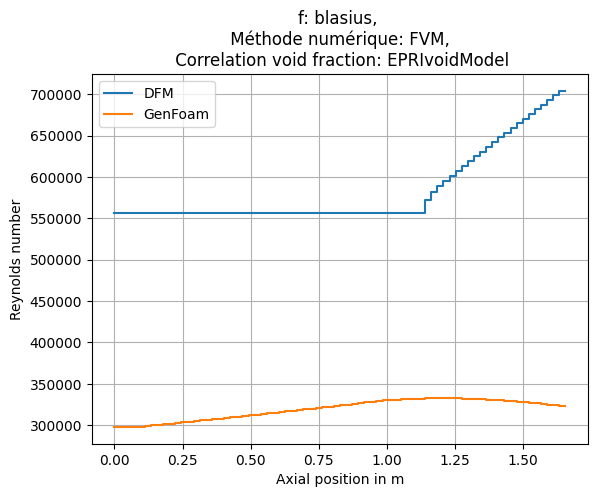 f: blasius,
Méthode numérique: FVM,
Correlation void fraction: EPRIvoidModel
DFM
GenFoam
Reynolds number
700000
650000
600000
550000
500000
450000
400000
350000
300000
0.00 0.25 0.50 0.75 1.00 1.25 1.50
Axial position in m